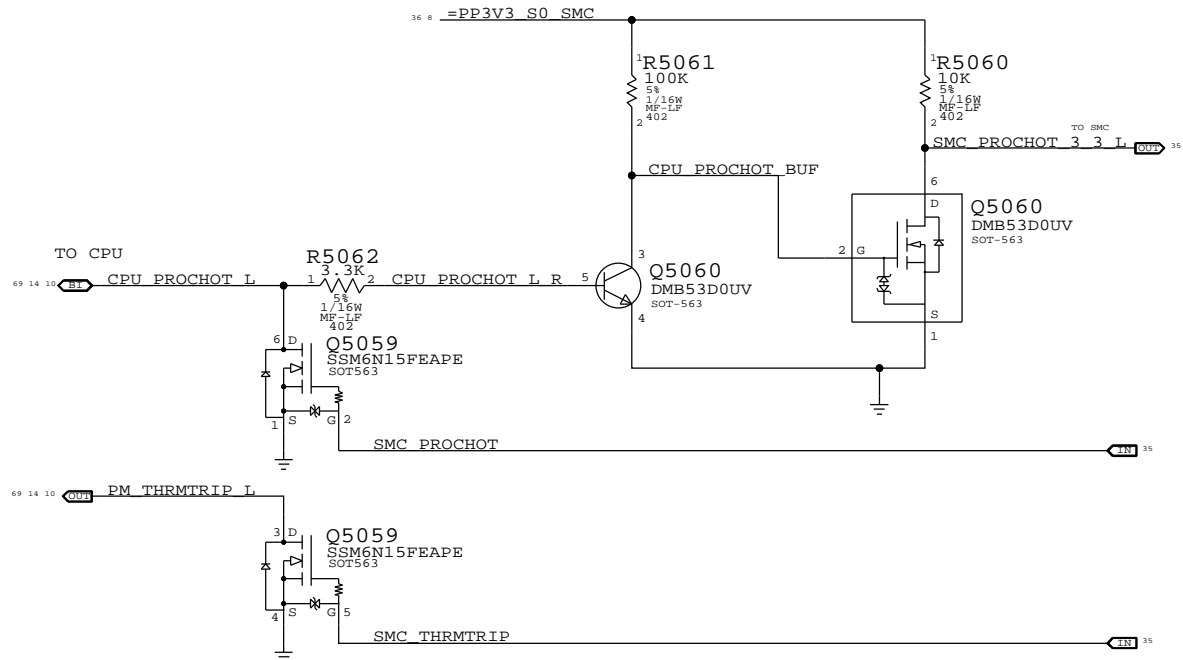 36 8 =PP3V3_S0_SMC
1 R5061
100K
5%
1/16W
MF-LF
402
2
1 R5060
10K
5%
1/16W
MF-LF
402
2
TO SMC
SMC_PROCHOT_3_3_L OUT 35
CPU_PROCHOT_BUF
6
D
Q5060
DMB53D0UV
SOT-563
2 G
S
1
TO CPU
69 14 10 BI CPU_PROCHOT_L
R5062
3.3K
1 2
5%
1/16W
MF-LF
402
CPU_PROCHOT_L_R 5
3
Q5060
DMB53D0UV
SOT-563
4
6 D
Q5059
SSM6N15FEAPE
SOT563
1 S G 2
SMC_PROCHOT IN 35
69 14 10 OUT PM_THRMTRIP_L
3 D
Q5059
SSM6N15FEAPE
SOT563
4 S G 5
SMC_THRMTRIP IN 35